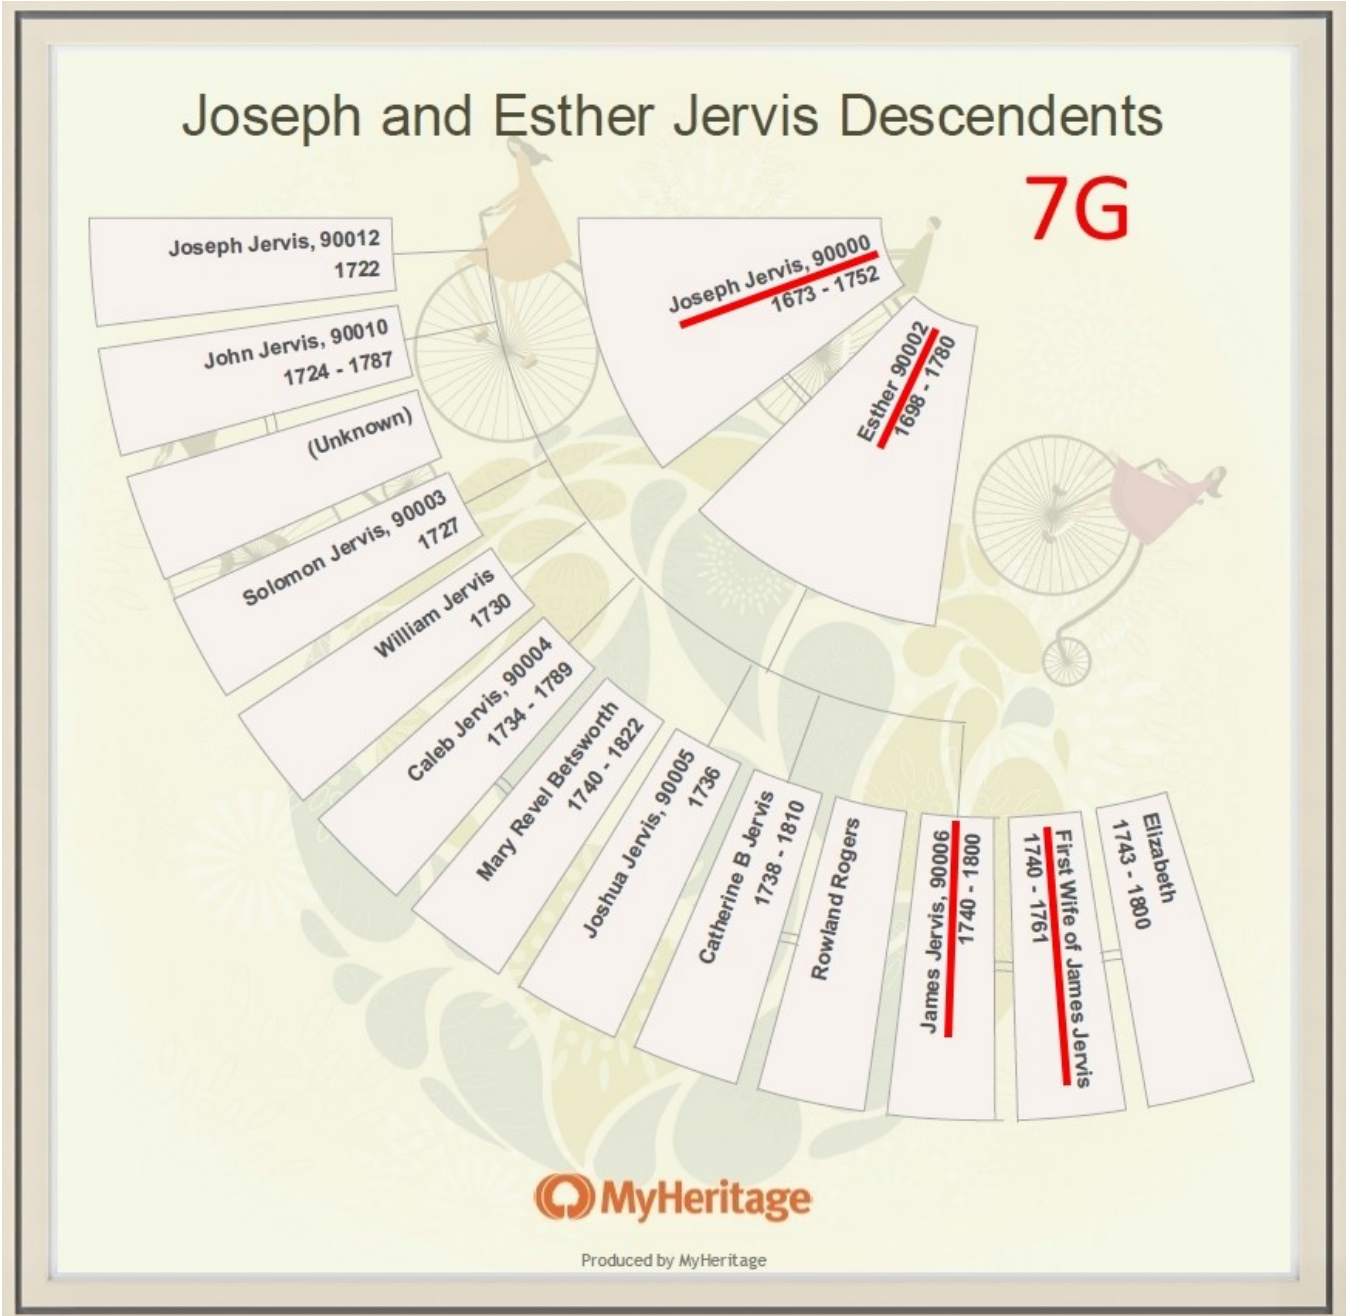 Joseph and Esther Jervis Descendents
7G
Joseph Jervis, 90000
1673 - 1752
Esther 90002
1698 - 1780
Joseph Jervis, 90012
1722
John Jervis, 90010
1724 - 1787
(Unknown)
Solomon Jervis, 90003
1727
William Jervis
1730
Caleb Jervis, 90004
1734 - 1789
Mary Revel Betsworth
1740 - 1822
Joshua Jervis, 90005
1736
Catherine B Jervis
1738 - 1810
Rowland Rogers
James Jervis, 90006
1740 - 1800
First Wife of James Jervis
1740 - 1761
Elizabeth
1743 - 1800
MyHeritage
Produced by MyHeritage